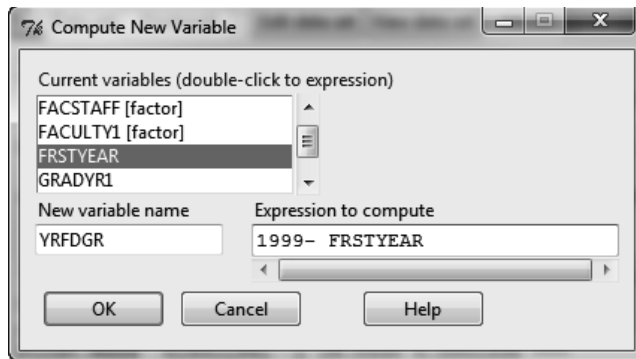 Compute New Variable
Current variables (double-click to expression)
FACSTAFF [factor]
FACULTY1 [factor]
FRSTYEAR
GRADYR1
New variable name
Expression to compute
YRFDGR
1999- FRSTYEAR
OK
Cancel
Help